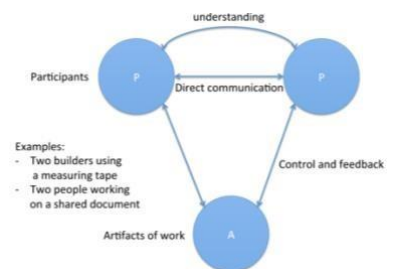 understanding
Participants
P
P
Direct communication
Examples:
- Two builders using
a measuring tape
- Two people working
on a shared document
Control and feedback
Artifacts of work
A